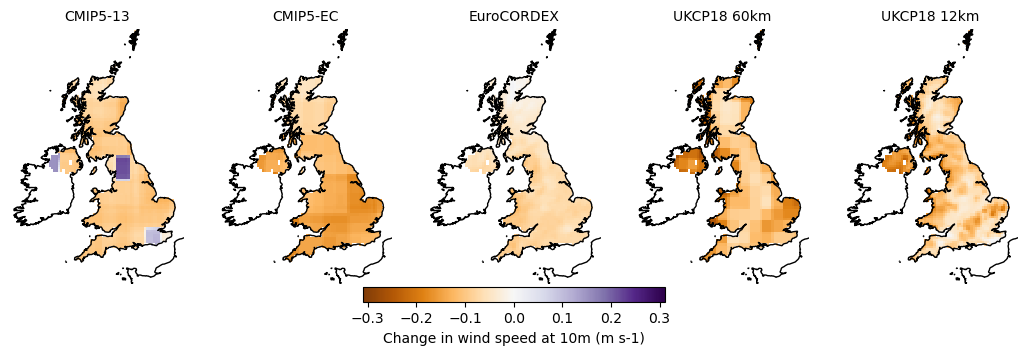 CMIP5-13
CMIP5-EC
EuroCORDEX
UKCP18 60km
UKCP18 12km
−0.3 −0.2 −0.1 0.0 0.1 0.2 0.3
Change in wind speed at 10m (m s-1)